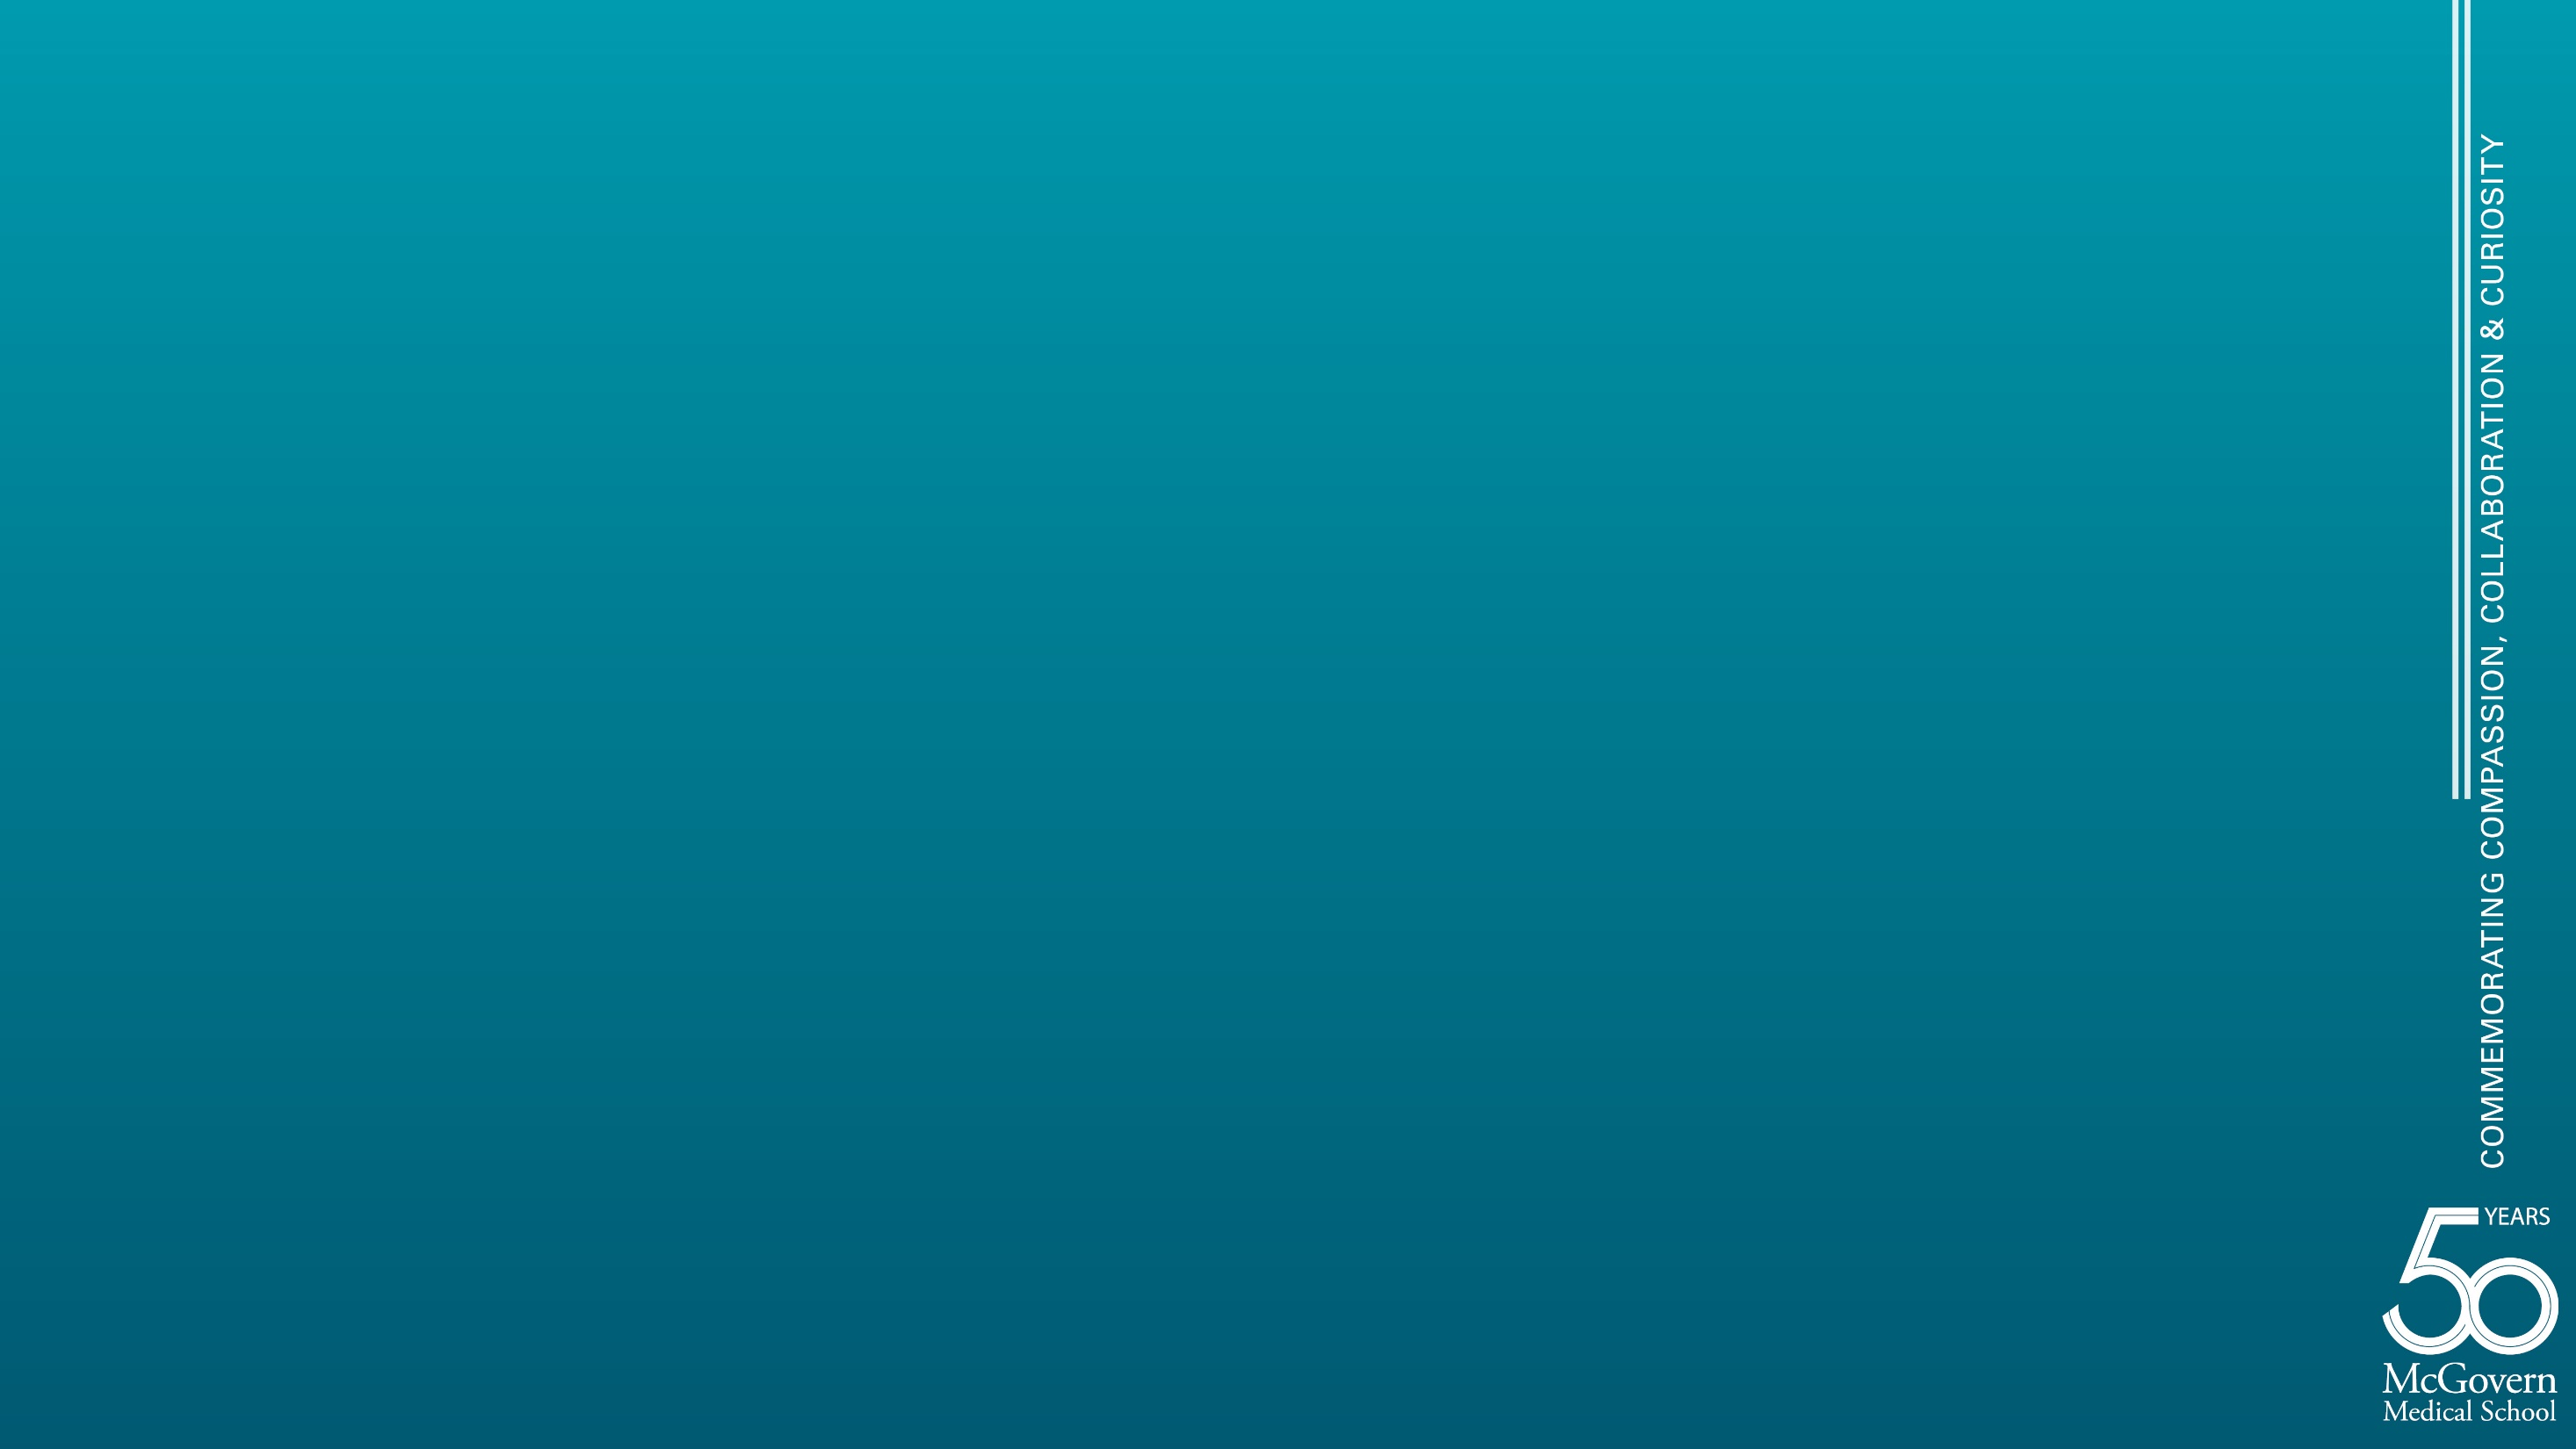 COMMEMORATING COMPASSION, COLLABORATION & CURIOSITY
50 YEARS
McGovern
Medical School